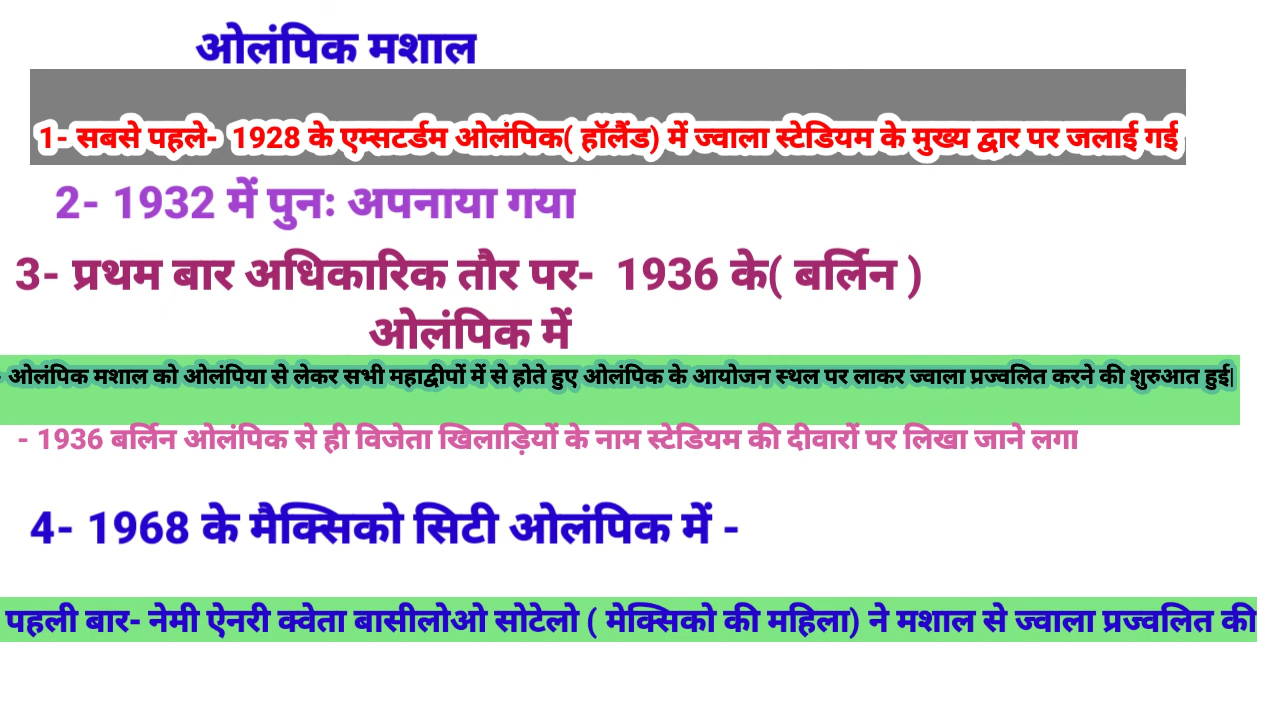 ओलंपिक मशाल
1- सबसे पहले- 1928 के एम्सटर्डम ओलंपिक( हॉलैंड) में ज्वाला स्टेडियम के मुख्य द्वार पर जलाई गई
2- 1932 में पुनः अपनाया गया
3- प्रथम बार अधिकारिक तौर पर- 1936 के( बर्लिन )
ओलंपिक में
- ओलंपिक मशाल को ओलंपिया से लेकर सभी महाद्वीपों में से होते हुए ओलंपिक के आयोजन स्थल पर लाकर ज्वाला प्रज्वलित करने की शुरुआत हुई|
- 1936 बर्लिन ओलंपिक से ही विजेता खिलाड़ियों के नाम स्टेडियम की दीवारों पर लिखा जाने लगा
4- 1968 के मैक्सिको सिटी ओलंपिक में -
पहली बार- नेमी ऐनरी क्वेता बासीलोओ सोटेलो ( मेक्सिको की महिला) ने मशाल से ज्वाला प्रज्वलित की